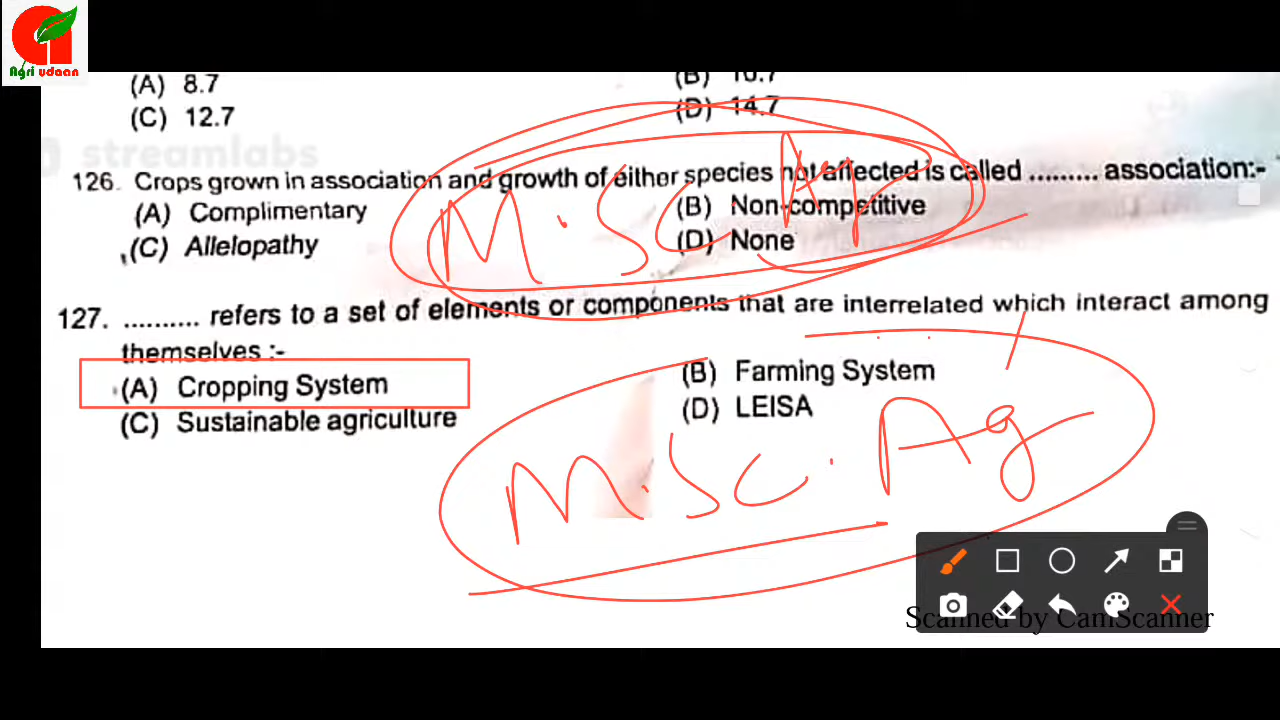 Agri udaan
(A) 8.7
(B) 10.7
(C) 12.7
(D) 14.7
streamlabs
126. Crops grown in association and growth of either species not affected is called ......... association:-
(A) Complimentary
(B) Non-competitive
(C) Allelopathy
(D) None
M.Sc Ag
127. .......... refers to a set of elements or components that are interrelated which interact among
themselves :-
(A) Cropping System
(B) Farming System
(C) Sustainable agriculture
(D) LEISA
M.Sc. Ag
Scanned by CamScanner